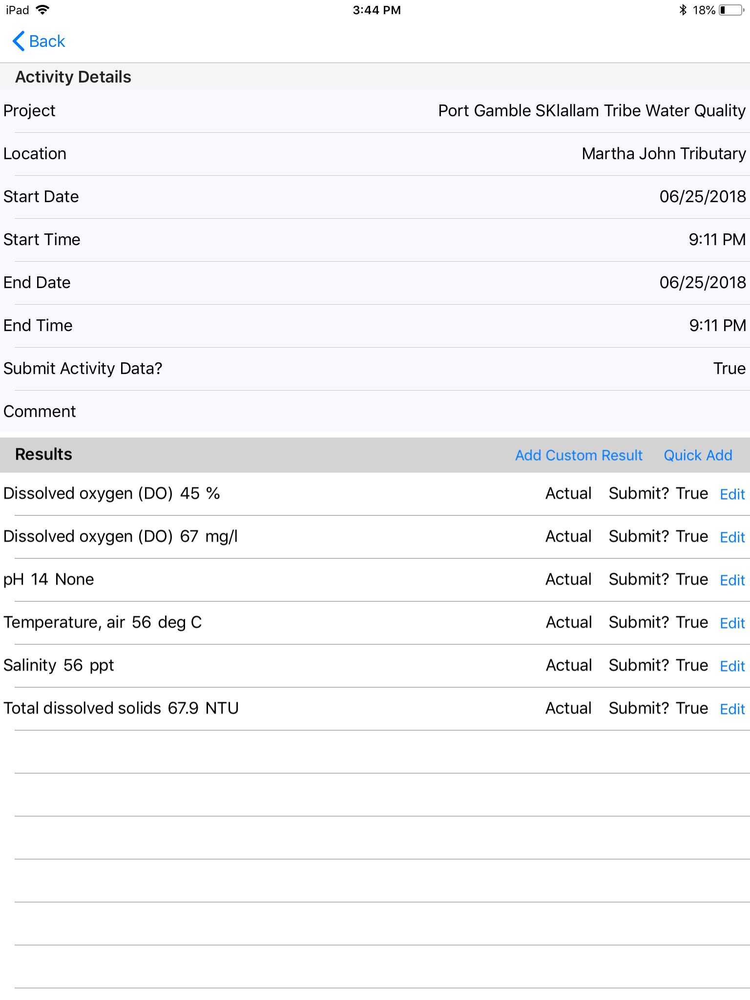 iPad 3:44 PM 18%
Back
Activity Details
Project Port Gamble SKlallam Tribe Water Quality
Location Martha John Tributary
Start Date 06/25/2018
Start Time 9:11 PM
End Date 06/25/2018
End Time 9:11 PM
Submit Activity Data? True
Comment
Results Add Custom Result Quick Add
Dissolved oxygen (DO) 45 % Actual Submit? True Edit
Dissolved oxygen (DO) 67 mg/l Actual Submit? True Edit
pH 14 None Actual Submit? True Edit
Temperature, air 56 deg C Actual Submit? True Edit
Salinity 56 ppt Actual Submit? True Edit
Total dissolved solids 67.9 NTU Actual Submit? True Edit